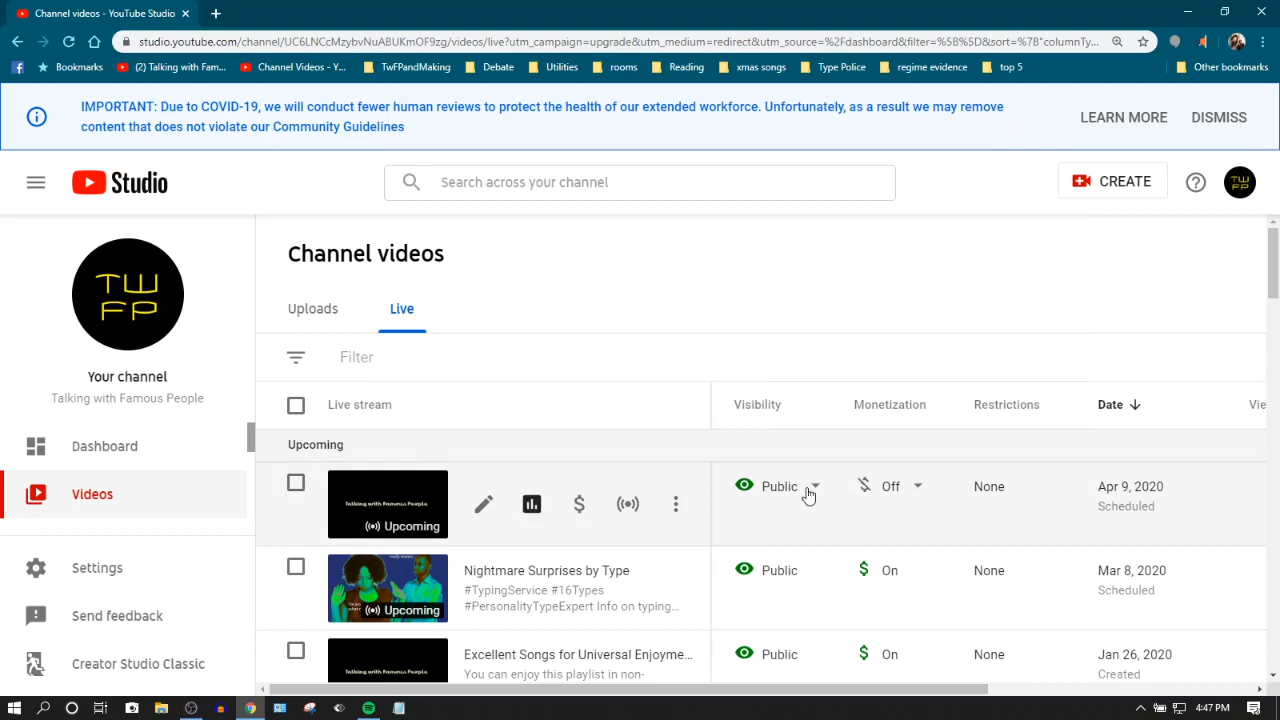 Channel videos - YouTube Studio
studio.youtube.com/channel/UC6LNCcMzybvNuABUKmOF9zg/videos/live?utm_campaign=upgrade&utm_medium=redirect&utm_source=%2Fdashboard&filter=%5B%5D&sort=%7B"columnTy...
Bookmarks
(2) Talking with Fam...
Channel Videos - Y...
TwFPandMaking
Debate
Utilities
rooms
Reading
xmas songs
Type Police
regime evidence
top 5
Other bookmarks
IMPORTANT: Due to COVID-19, we will conduct fewer human reviews to protect the health of our extended workforce. Unfortunately, as a result we may remove
content that does not violate our Community Guidelines
LEARN MORE
DISMISS
Studio
Search across your channel
CREATE
TWFP
TW
FP
Your channel
Talking with Famous People
Dashboard
Videos
Settings
Send feedback
Creator Studio Classic
Channel videos
Uploads
Live
Filter
Live stream
Visibility
Monetization
Restrictions
Date
Vie
Upcoming
Talking with Famous People.
Upcoming
Public
Off
None
Apr 9, 2020
Scheduled
Upcoming
Nightmare Surprises by Type
#TypingService #16Types
#PersonalityTypeExpert Info on typing...
Public
On
None
Mar 8, 2020
Scheduled
Talking with Famous People.
Excellent Songs for Universal Enjoyme...
You can enjoy this playlist in non-
Public
On
None
Jan 26, 2020
Created
4:47 PM